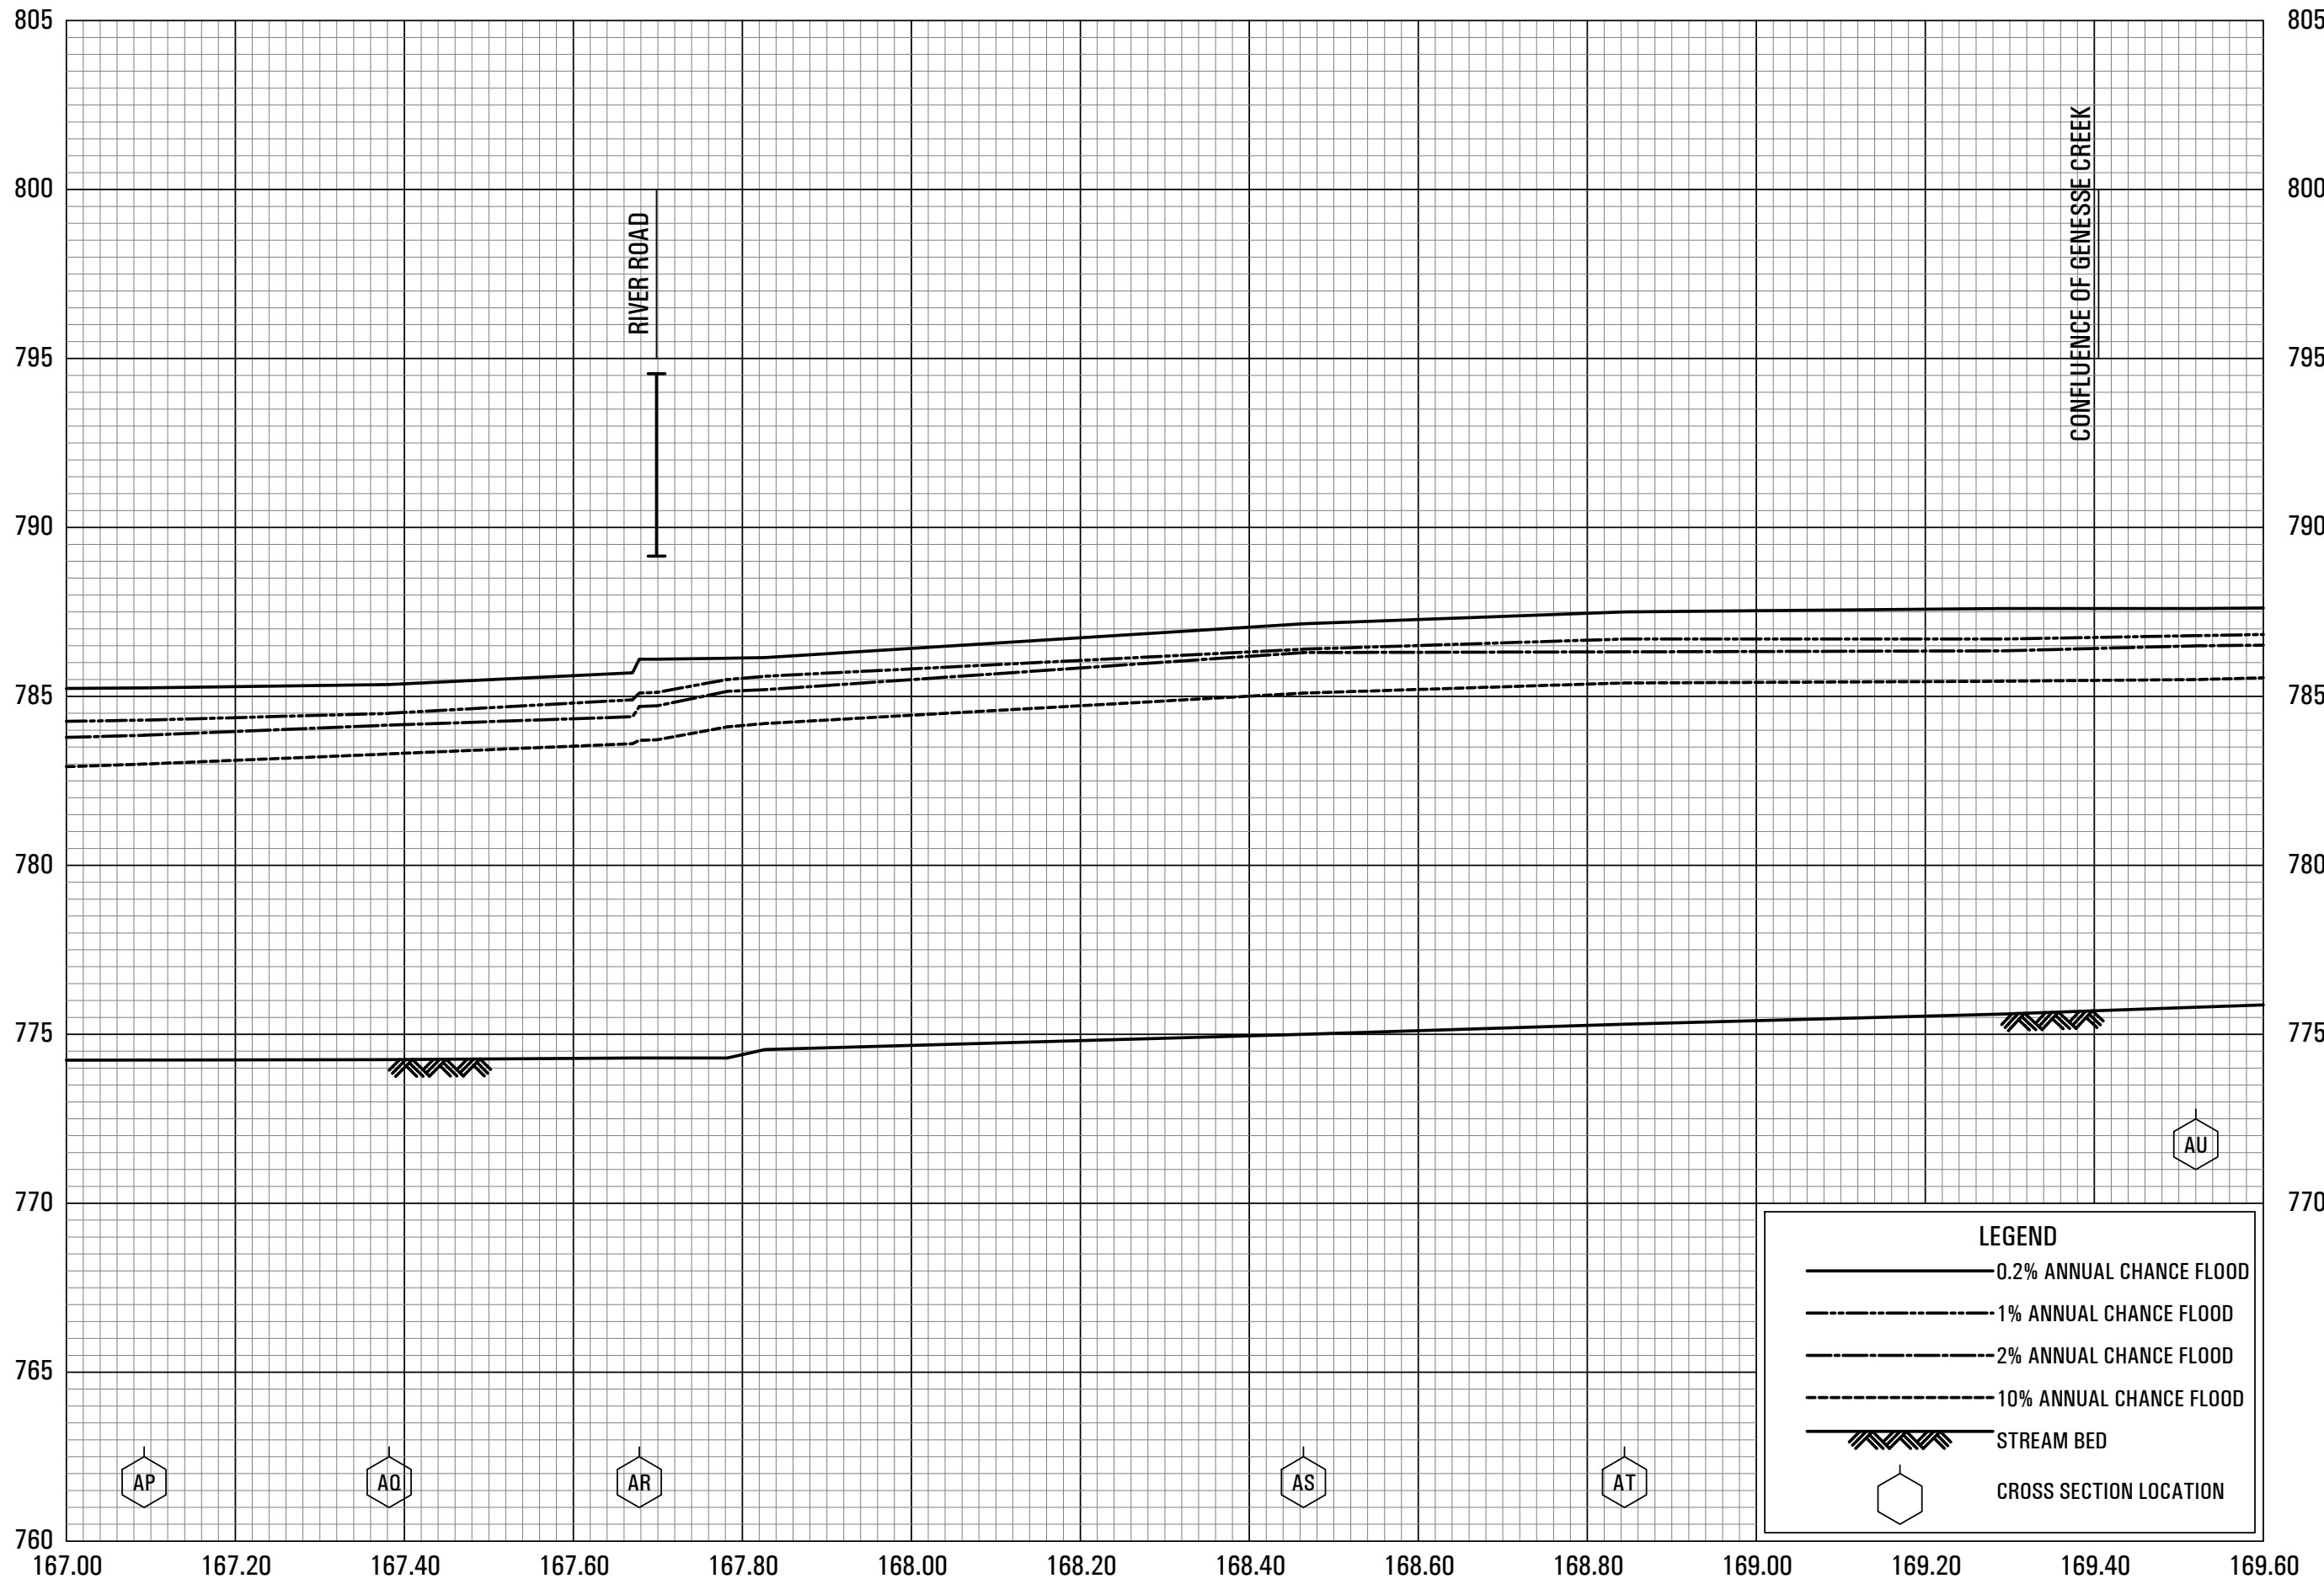 805
805
800
800
795
795
790
790
785
785
780
780
775
775
770
770
765
760
RIVER ROAD
CONFLUENCE OF GENESSE CREEK
AP
AQ
AR
AS
AT
AU
LEGEND
0.2% ANNUAL CHANCE FLOOD
1% ANNUAL CHANCE FLOOD
2% ANNUAL CHANCE FLOOD
10% ANNUAL CHANCE FLOOD
STREAM BED
CROSS SECTION LOCATION
167.00
167.20
167.40
167.60
167.80
168.00
168.20
168.40
168.60
168.80
169.00
169.20
169.40
169.60